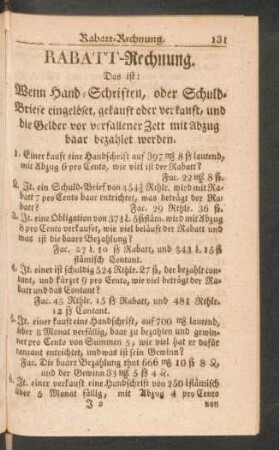 Rabatt-Rechnung. 131
RABATT-Rechnung.
Das ist:
Wenn Hand-Schriften, oder Schuld-
Briefe eingelöset, gekauft oder verkauft, und
die Gelder vor verfallener Zeit mit Abzug
baar bezahlet werden.
1. Einer kauft eine Handschrift auf 397 m͞g 8 ß lautend,
mit Abzug 6 pro Cento, wie viel ist der Rabatt?
Fac. 22 m͞g 8 ß.
2. It. ein Schuld-Brief von 454¾ Rthlr. wird mit Ra-
batt 7 pro Cento baar entrichtet, wie viel beträgt der Ra-
batt? Fac. 29 Rthlr. 36 ß.
3. It. eine Obligation von 371 £. 5 ß fläm. wird mit Abzug
8 pro Cento verkauft, wie viel beläuft der Rabatt und
was ist die baare Bezahlung?
Fac. 27 £ 10 ß Rabatt, und 343 £. 15 ß
flämisch Contant.
4. It. einer ist schuldig 524 Rthlr. 27 ß, der bezahlt con-
tant, und kürzet 9 pro Cento, wie viel beträgt der Ra-
batt und das Contant?
Fac. 43 Rthlr. 15 ß Rabatt, und 481 Rthlr.
12 ß Contant.
5. It. einer kauft eine Handschrift, auf 700 m͞g lautend,
über 8 Monat verfällig, baar zu bezahlen und gewin-
net pro Cento von Summen 5, wie viel hat er dafür
contant entrichtet, und was ist sein Gewinn?
Fac. Die baare Bezahlung thut 666 m͞g 10 ß 8 ₰,
und der Gewinn 33 m͞g 5 ß 4 ₰.
6. It. einer verkauft eine Handschrift von 250 £ flämisch
über 5 Monat fällig, mit Abzug 4 pro Cento
J 2 von